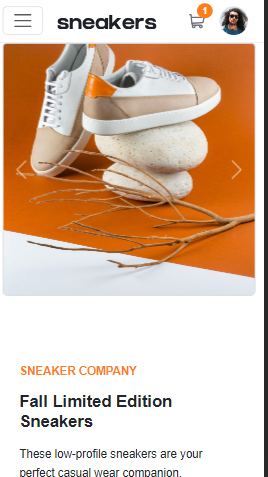 sneakers
1
SNEAKER COMPANY
Fall Limited Edition
Sneakers
These low-profile sneakers are your
perfect casual wear companion.